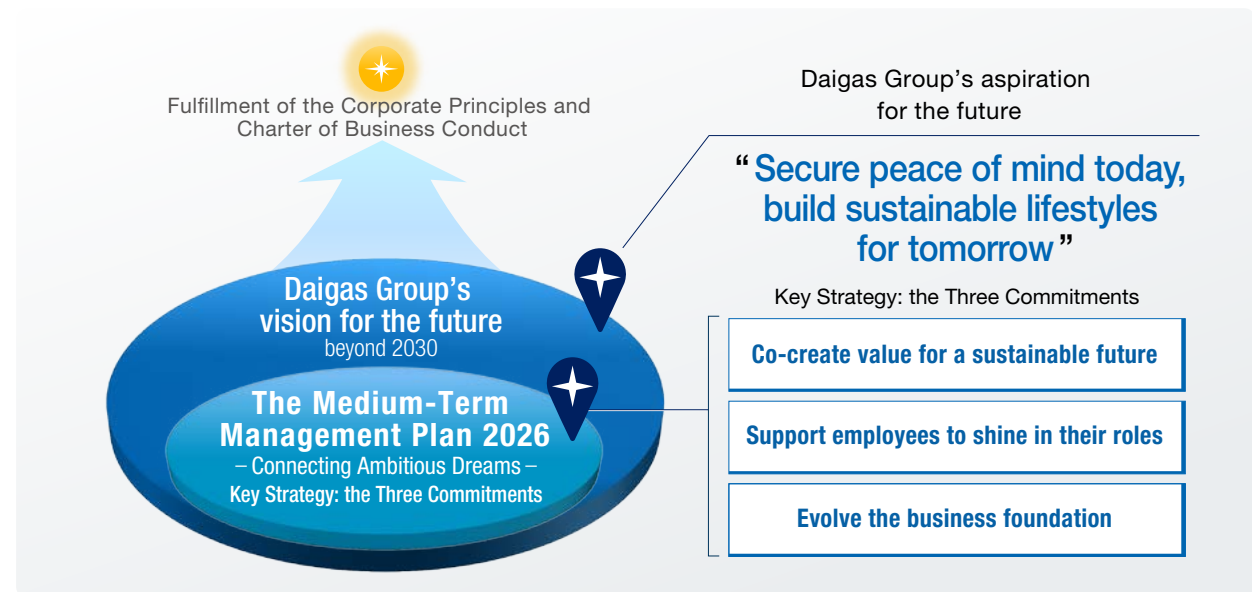 Fulfillment of the Corporate Principles and
Charter of Business Conduct
Daigas Group’s
vision for the future
beyond 2030
The Medium-Term
Management Plan 2026
– Connecting Ambitious Dreams –
Key Strategy: the Three Commitments
Daigas Group’s aspiration
for the future
“Secure peace of mind today,
build sustainable lifestyles
for tomorrow”
Key Strategy: the Three Commitments
Co-create value for a sustainable future
Support employees to shine in their roles
Evolve the business foundation